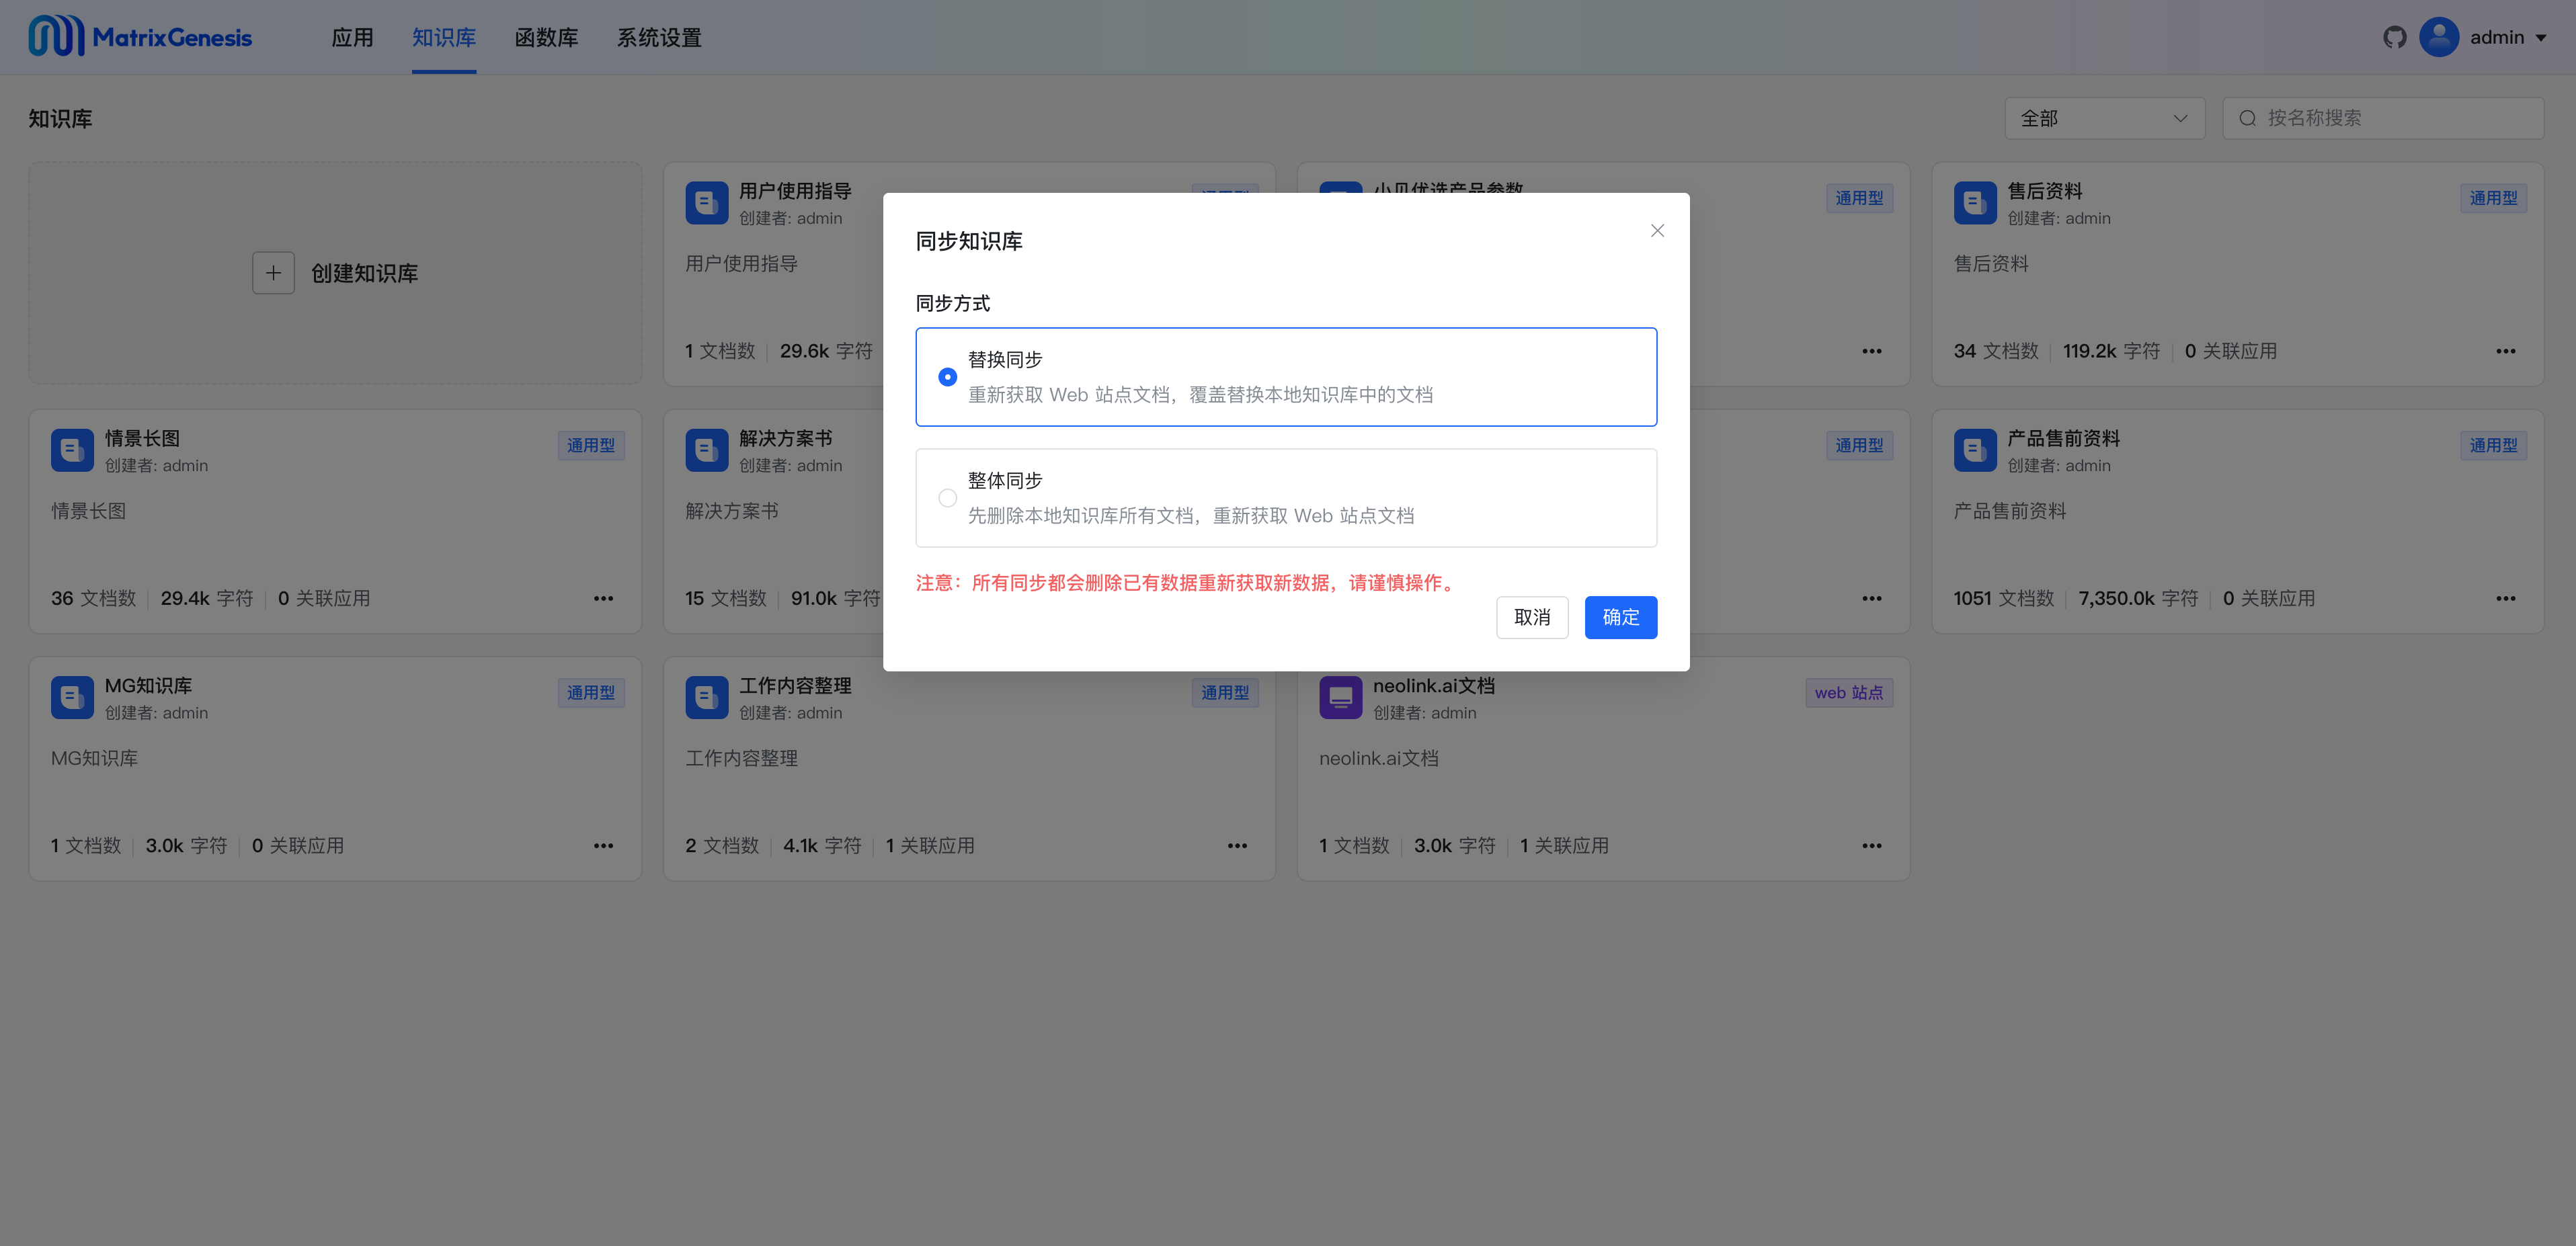 MatrixGenesis
应用
知识库
函数库
系统设置
admin
知识库
全部
按名称搜索
创建知识库
用户使用指导
创建者: admin
用户使用指导
1 文档数
29.6k 字符
通用型
售后资料
创建者: admin
通用型
售后资料
34 文档数
119.2k 字符
0 关联应用
同步知识库
同步方式
替换同步
重新获取 Web 站点文档，覆盖替换本地知识库中的文档
整体同步
先删除本地知识库所有文档，重新获取 Web 站点文档
注意：所有同步都会删除已有数据重新获取新数据，请谨慎操作。
取消
确定
情景长图
创建者: admin
通用型
情景长图
36 文档数
29.4k 字符
0 关联应用
解决方案书
创建者: admin
解决方案书
15 文档数
91.0k 字符
通用型
产品售前资料
创建者: admin
通用型
产品售前资料
1051 文档数
7,350.0k 字符
0 关联应用
MG知识库
创建者: admin
通用型
MG知识库
1 文档数
3.0k 字符
0 关联应用
工作内容整理
创建者: admin
通用型
工作内容整理
2 文档数
4.1k 字符
1 关联应用
neolink.ai文档
创建者: admin
web 站点
neolink.ai文档
1 文档数
3.0k 字符
1 关联应用